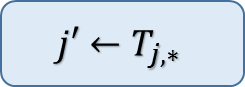 j′ ← T_{j,*}